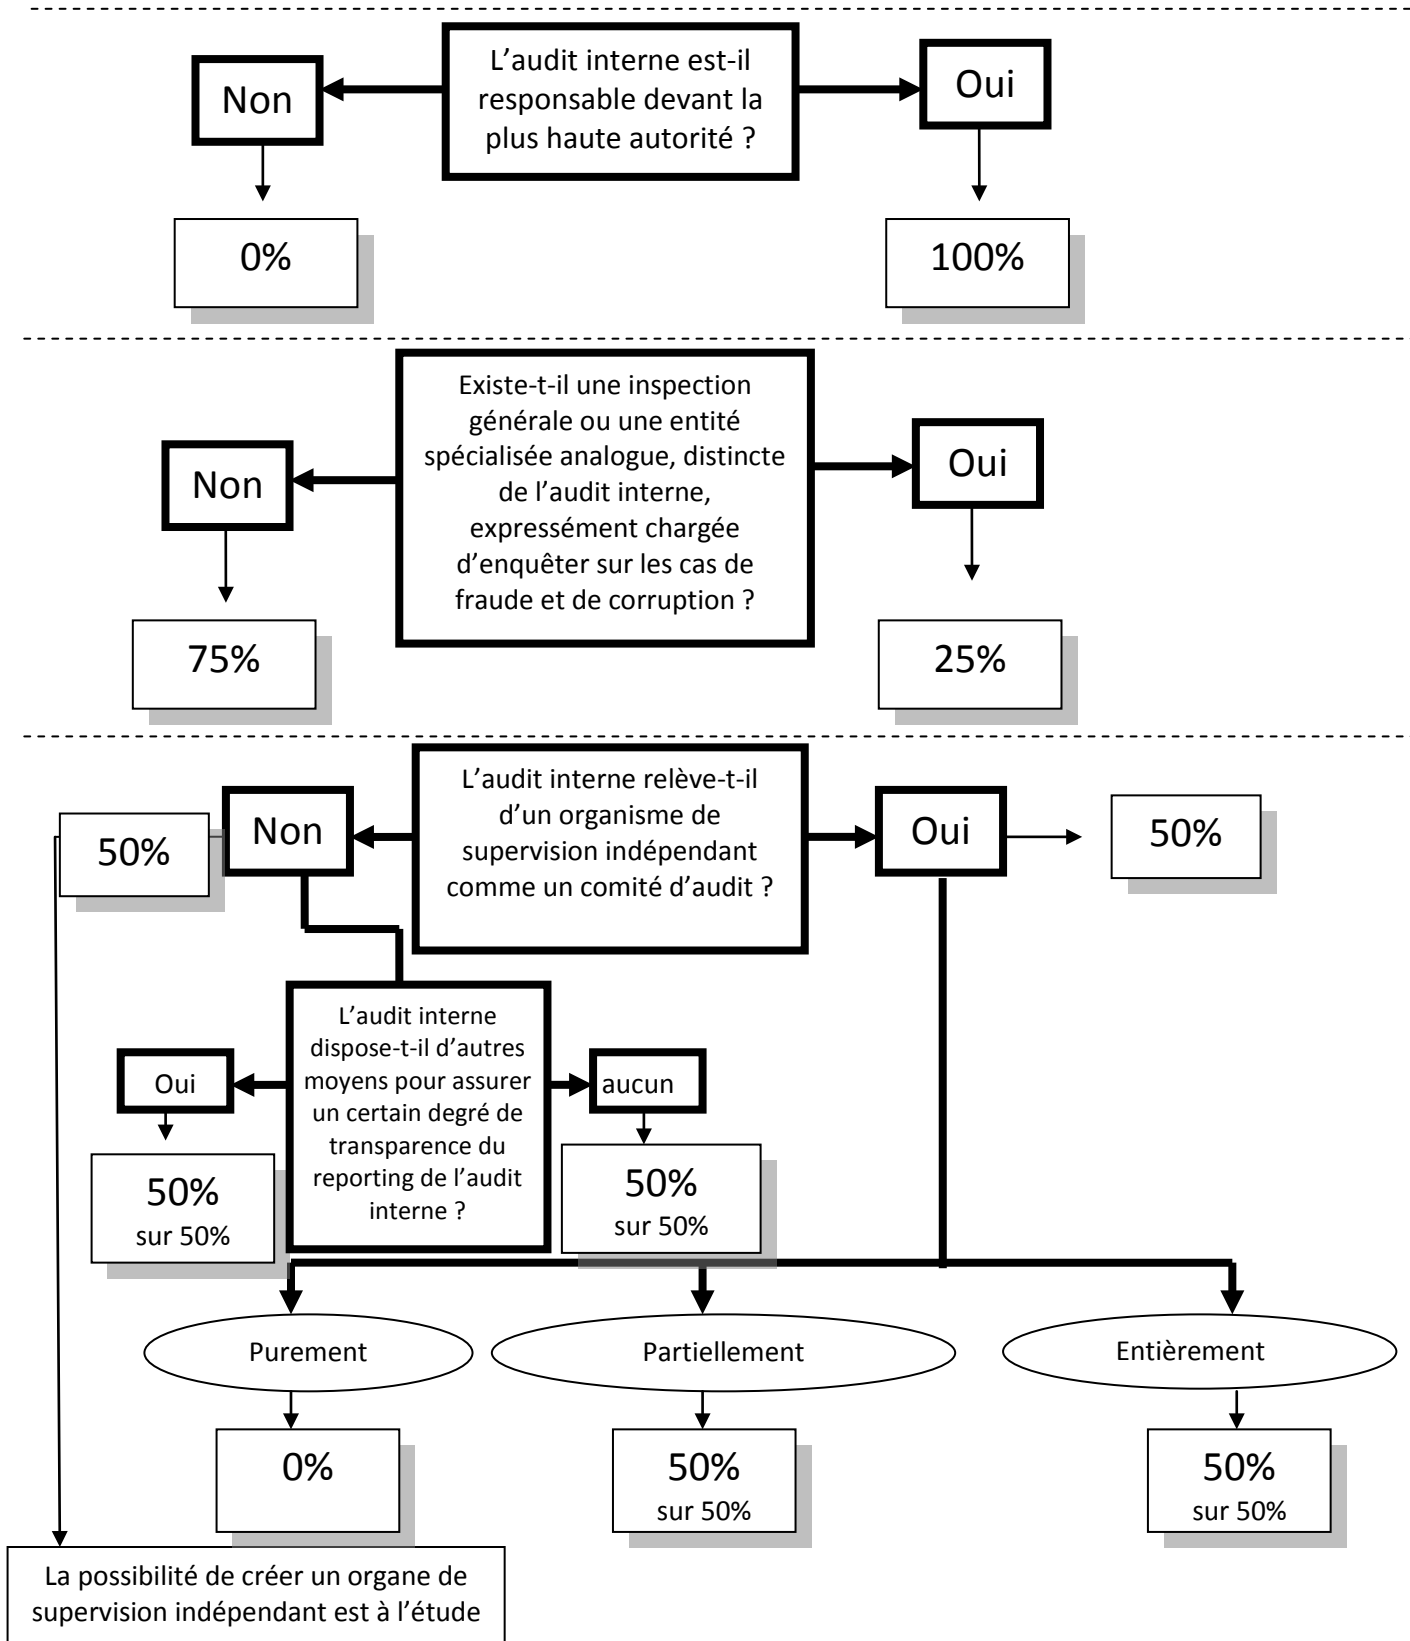 L’audit interne est-il
responsable devant la
plus haute autorité ?
Non
Oui
0%
100%
Existe-t-il une inspection
générale ou une entité
spécialisée analogue, distincte
de l’audit interne,
expressément chargée
d’enquêter sur les cas de
fraude et de corruption ?
Non
Oui
75%
25%
L’audit interne relève-t-il
d’un organisme de
supervision indépendant
comme un comité d’audit ?
50%
Non
Oui
50%
L’audit interne
dispose-t-il d’autres
moyens pour assurer
un certain degré de
transparence du
reporting de l’audit
interne ?
Oui
aucun
50%
sur 50%
50%
sur 50%
Purement
Partiellement
Entièrement
0%
50%
sur 50%
50%
sur 50%
La possibilité de créer un organe de
supervision indépendant est à l’étude